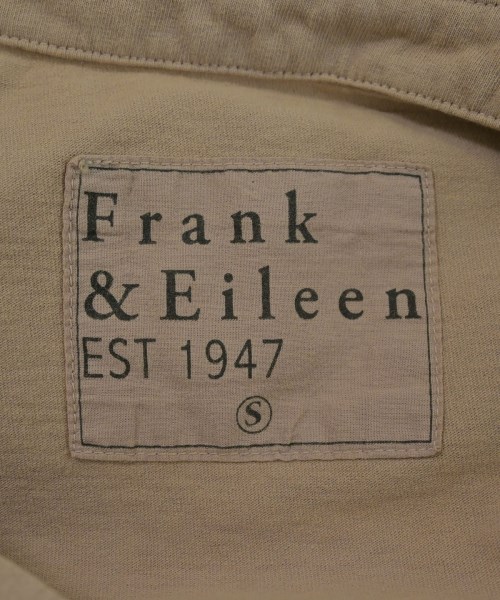 Frank
& Eileen
EST 1947
S